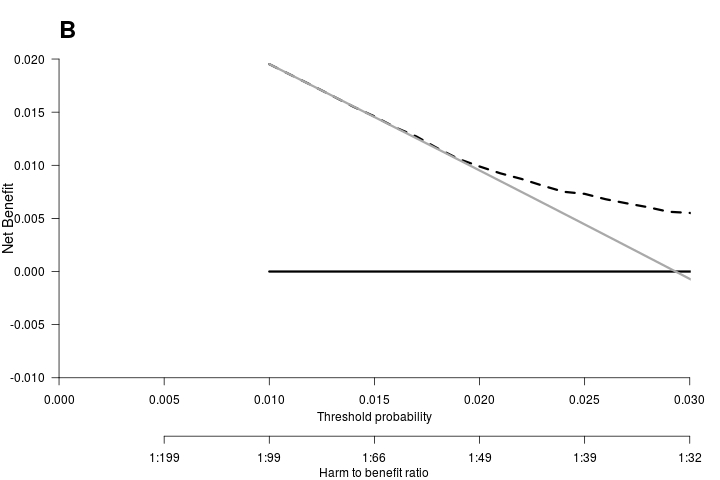 B
0.020
0.015
0.010
0.005
0.000
-0.005
-0.010
Net Benefit
0.000 0.005 0.010 0.015 0.020 0.025 0.030
Threshold probability
1:199 1:99 1:66 1:49 1:39 1:32
Harm to benefit ratio